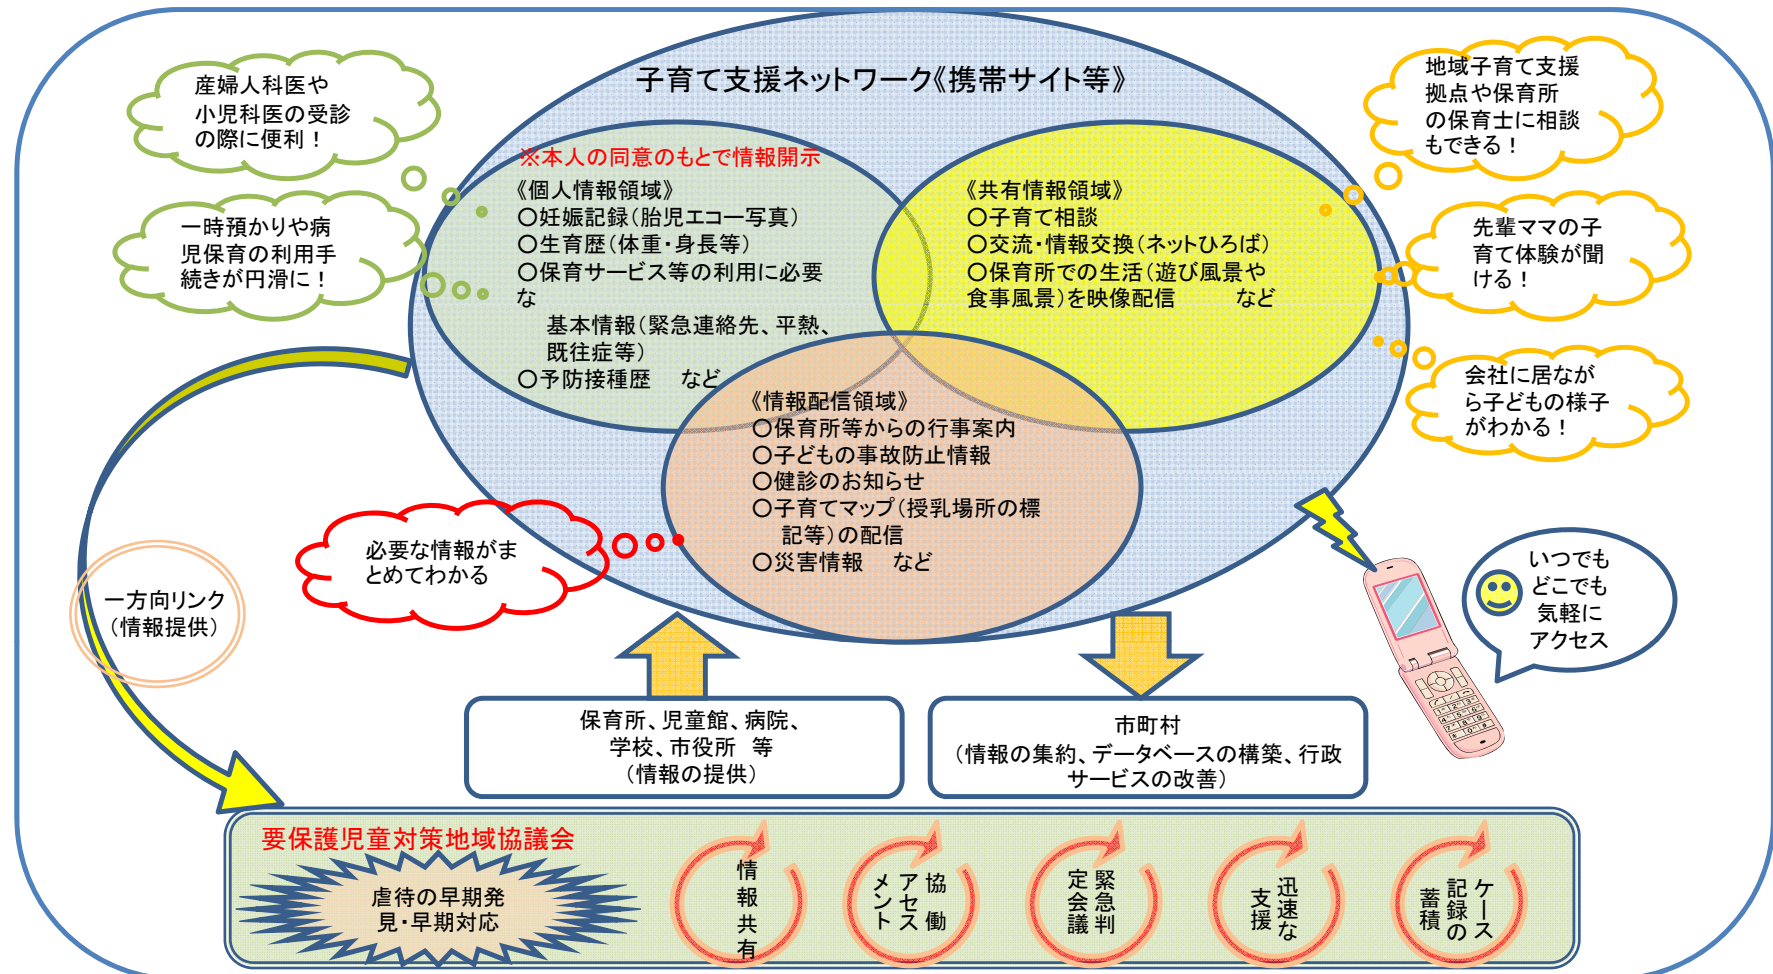 子育て支援ネットワーク《携帯サイト等》
産婦人科医や
小児科医の受診
の際に便利！
一時預かりや病
児保育の利用手
続きが円滑に！
※本人の同意のもとで情報開示
《個人情報領域》
○妊娠記録（胎児エコー写真）
○生育歴（体重・身長等）
○保育サービス等の利用に必要
な
基本情報（緊急連絡先、平熱、
既往症等）
○予防接種歴　など
《共有情報領域》
○子育て相談
○交流・情報交換（ネットひろば）
○保育所での生活（遊び風景や
食事風景）を映像配信　など
地域子育て支援
拠点や保育所
の保育士に相談
もできる！
先輩ママの子
育て体験が聞
ける！
会社に居なが
ら子どもの様子
がわかる！
《情報配信領域》
○保育所等からの行事案内
○子どもの事故防止情報
○健診のお知らせ
○子育てマップ（授乳場所の標
記等）の配信
○災害情報　など
必要な情報がま
とめてわかる
一方向リンク
（情報提供）
いつでも
どこでも
気軽に
アクセス
保育所、児童館、病院、
学校、市役所　等
（情報の提供）
市町村
（情報の集約、データベースの構築、行政
サービスの改善）
要保護児童対策地域協議会
虐待の早期発
見・早期対応
情報共有
協働
アセス
メント
緊急判
定会議
迅速な
支援
ケース
記録の
蓄積